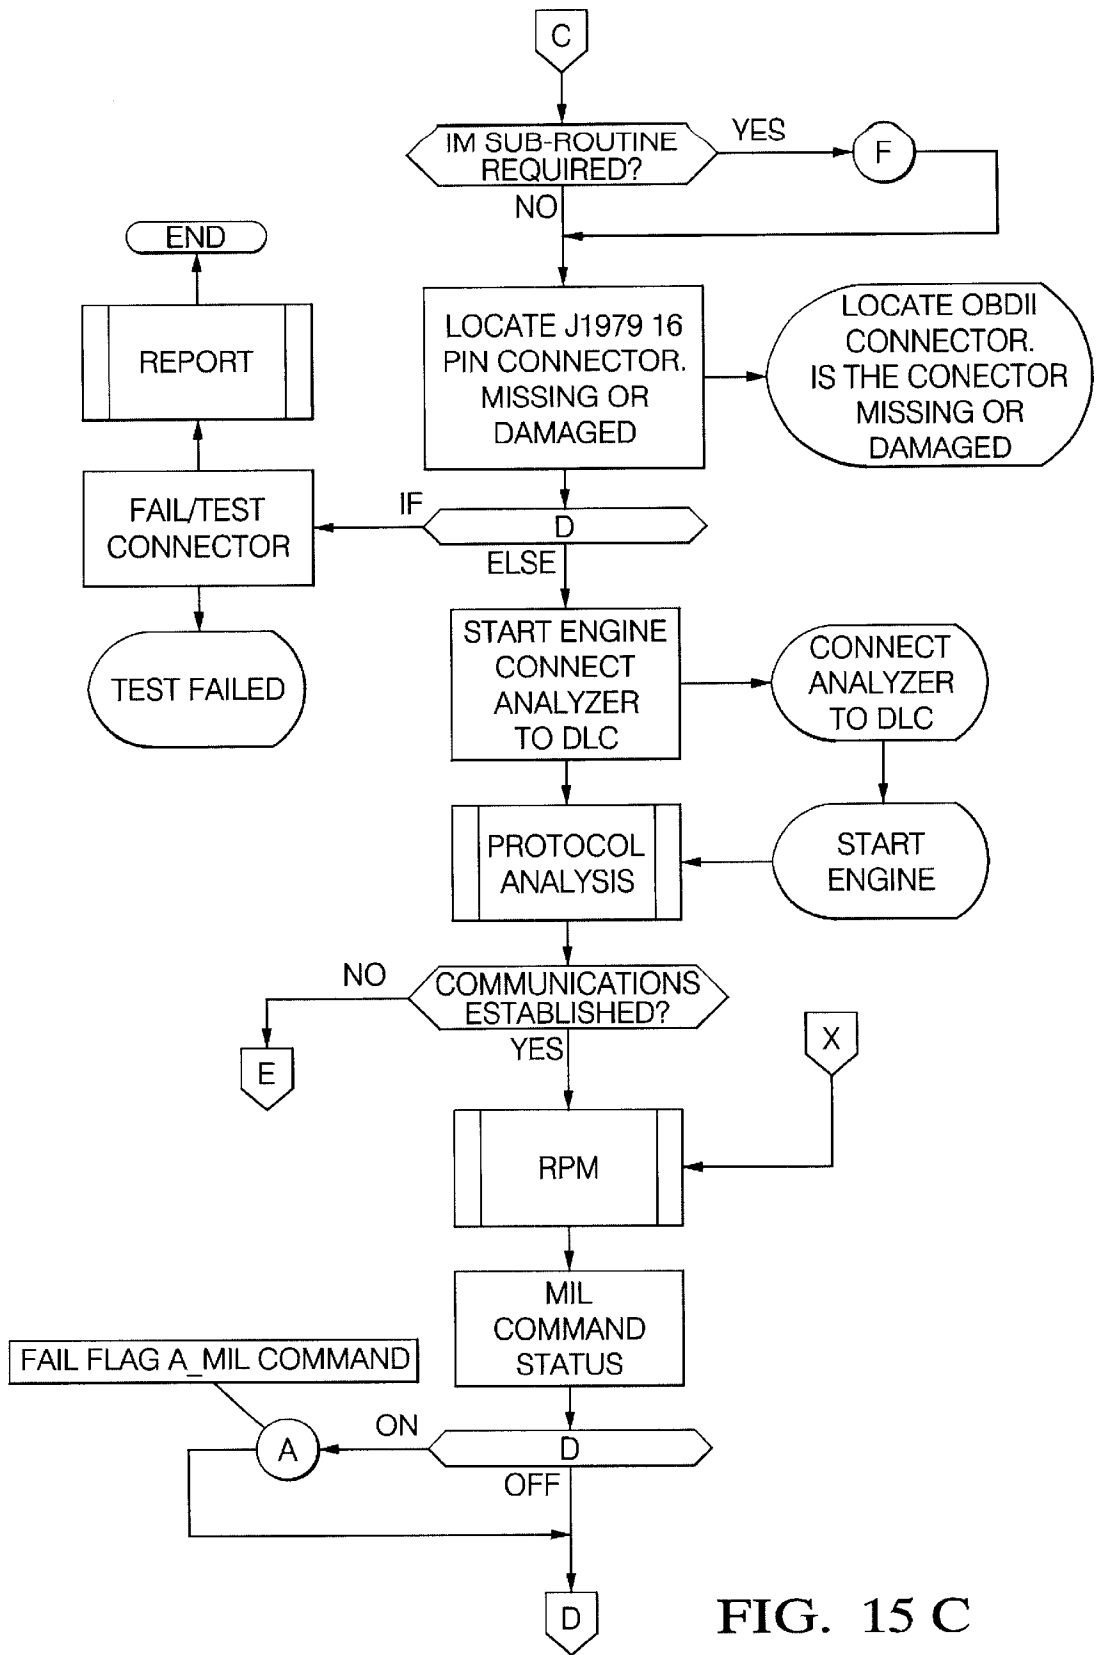 C
IM SUB-ROUTINE
REQUIRED?
YES
F
NO
END
REPORT
LOCATE J1979 16
PIN CONNECTOR.
MISSING OR
DAMAGED
LOCATE OBDII
CONNECTOR.
IS THE CONECTOR
MISSING OR
DAMAGED
FAIL/TEST
CONNECTOR
IF
D
ELSE
TEST FAILED
START ENGINE
CONNECT
ANALYZER
TO DLC
CONNECT
ANALYZER
TO DLC
PROTOCOL
ANALYSIS
START
ENGINE
NO
COMMUNICATIONS
ESTABLISHED?
YES
E
X
RPM
MIL
COMMAND
STATUS
FAIL FLAG A_MIL COMMAND
A
ON
D
OFF
D
FIG. 15 C